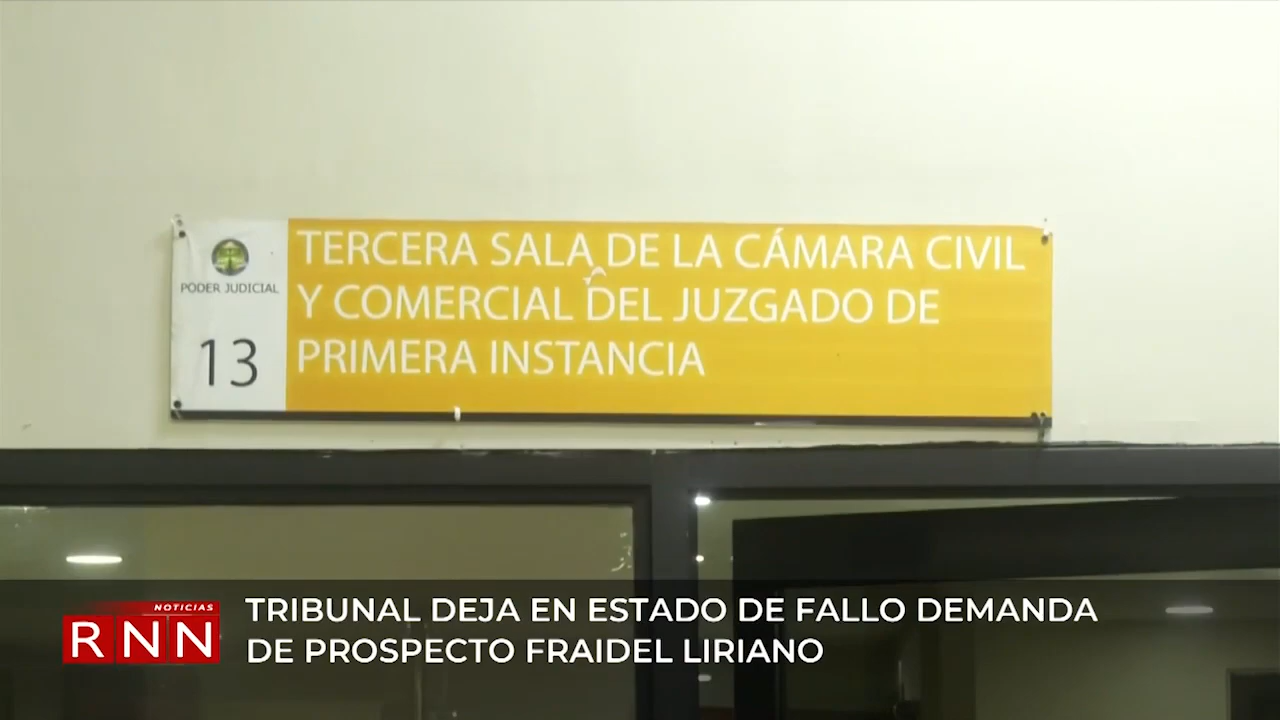 PODER JUDICIAL
13
TERCERA SALA DE LA CÁMARA CIVIL
Y COMERCIAL DEL JUZGADO DE
PRIMERA INSTANCIA
NOTICIAS
RNN
TRIBUNAL DEJA EN ESTADO DE FALLO DEMANDA
DE PROSPECTO FRAIDEL LIRIANO